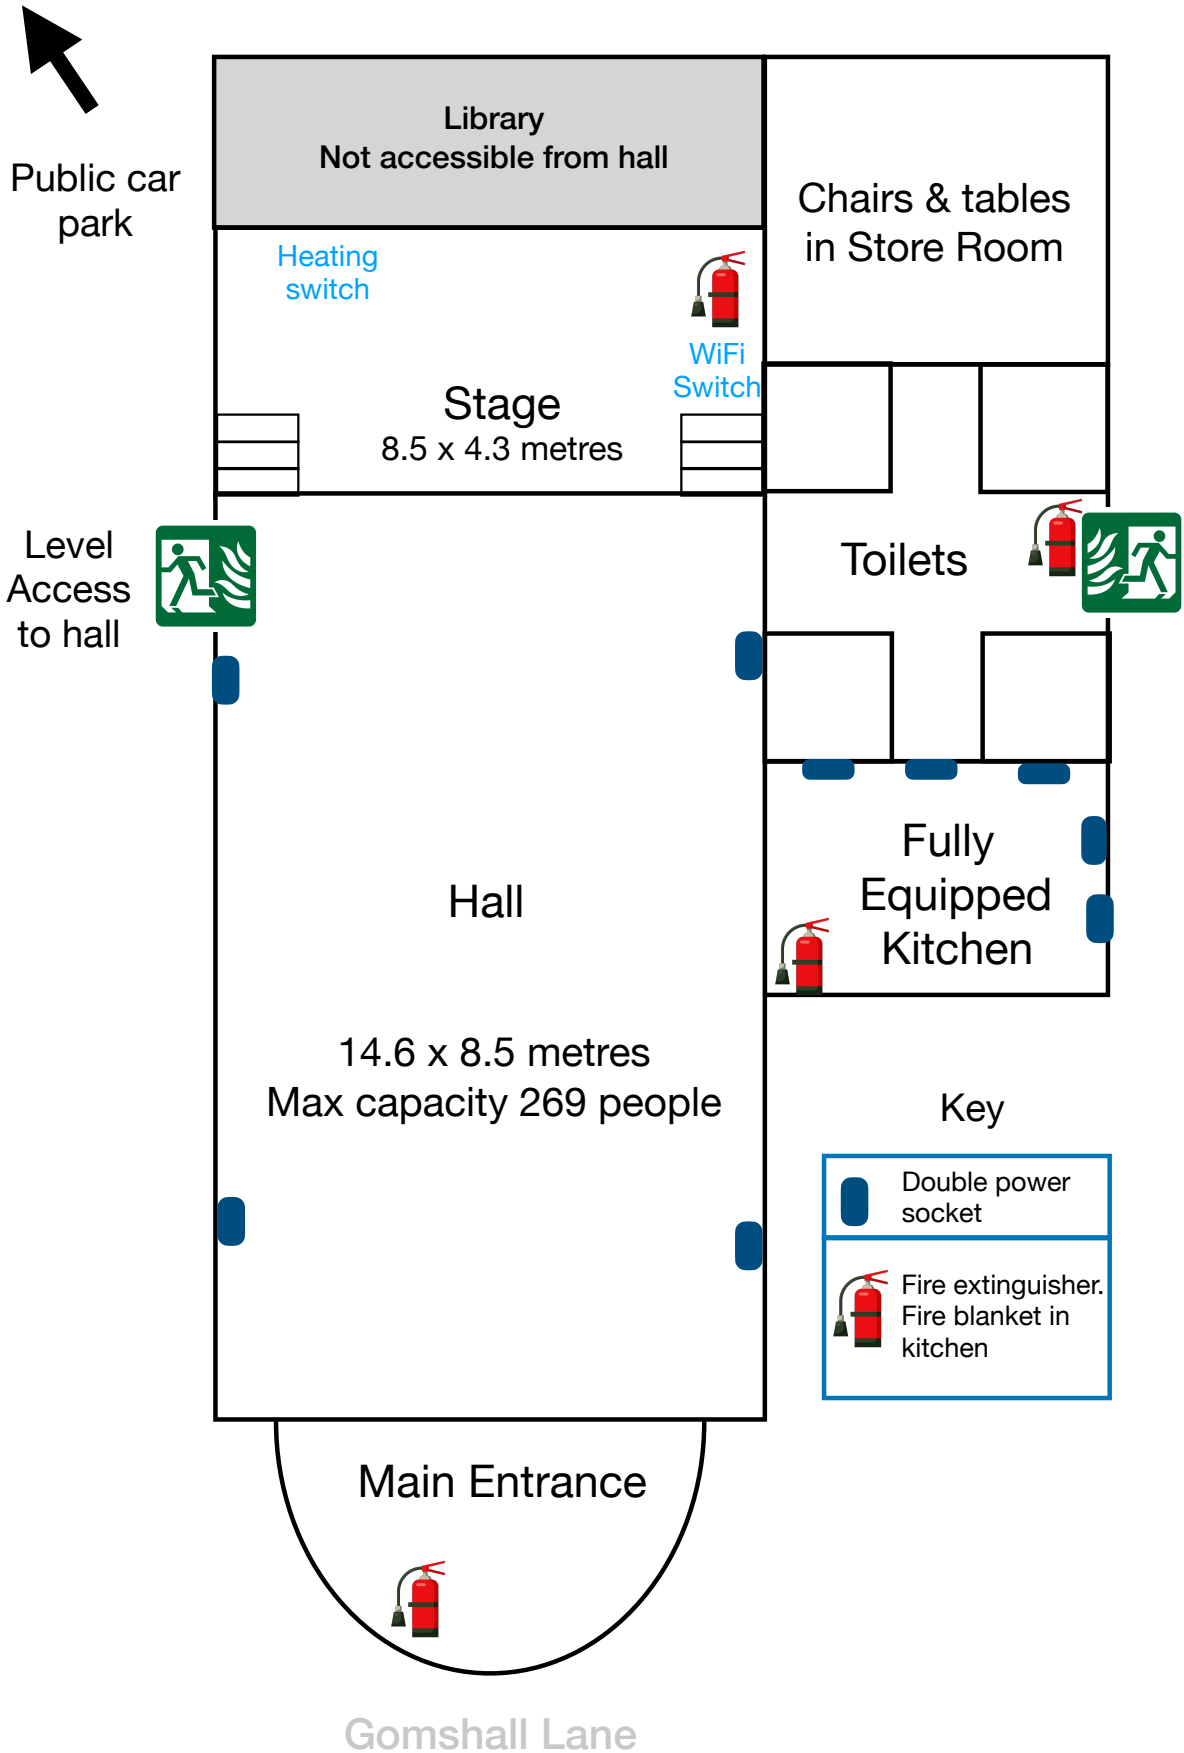 Library
Not accessible from hall
Public car
park
Chairs & tables
in Store Room
Heating
switch
WiFi
Switch
Stage
8.5 x 4.3 metres
Level
Access
to hall
Toilets
Fully
Equipped
Kitchen
Hall
14.6 x 8.5 metres
Max capacity 269 people
Key
Double power
socket
Fire extinguisher.
Fire blanket in
kitchen
Main Entrance
Gomshall Lane